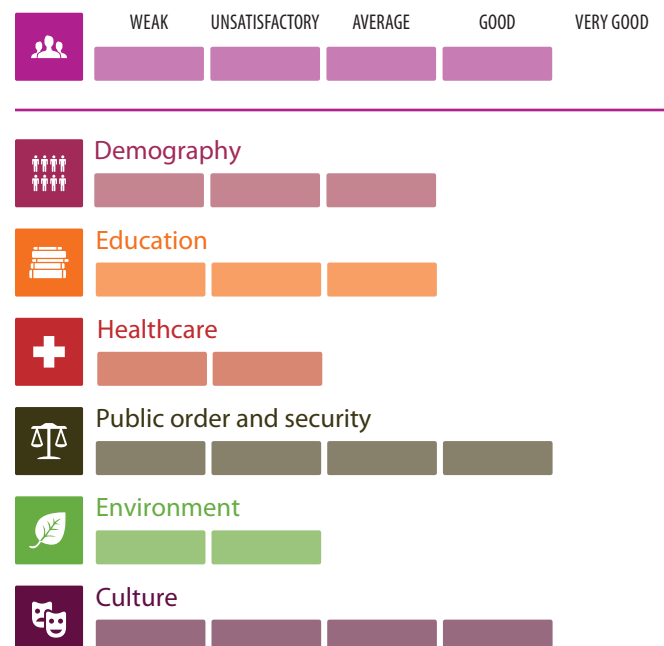 WEAK UNSATISFACTORY AVERAGE GOOD VERY GOOD
Demography
Education
Healthcare
Public order and security
Environment
Culture